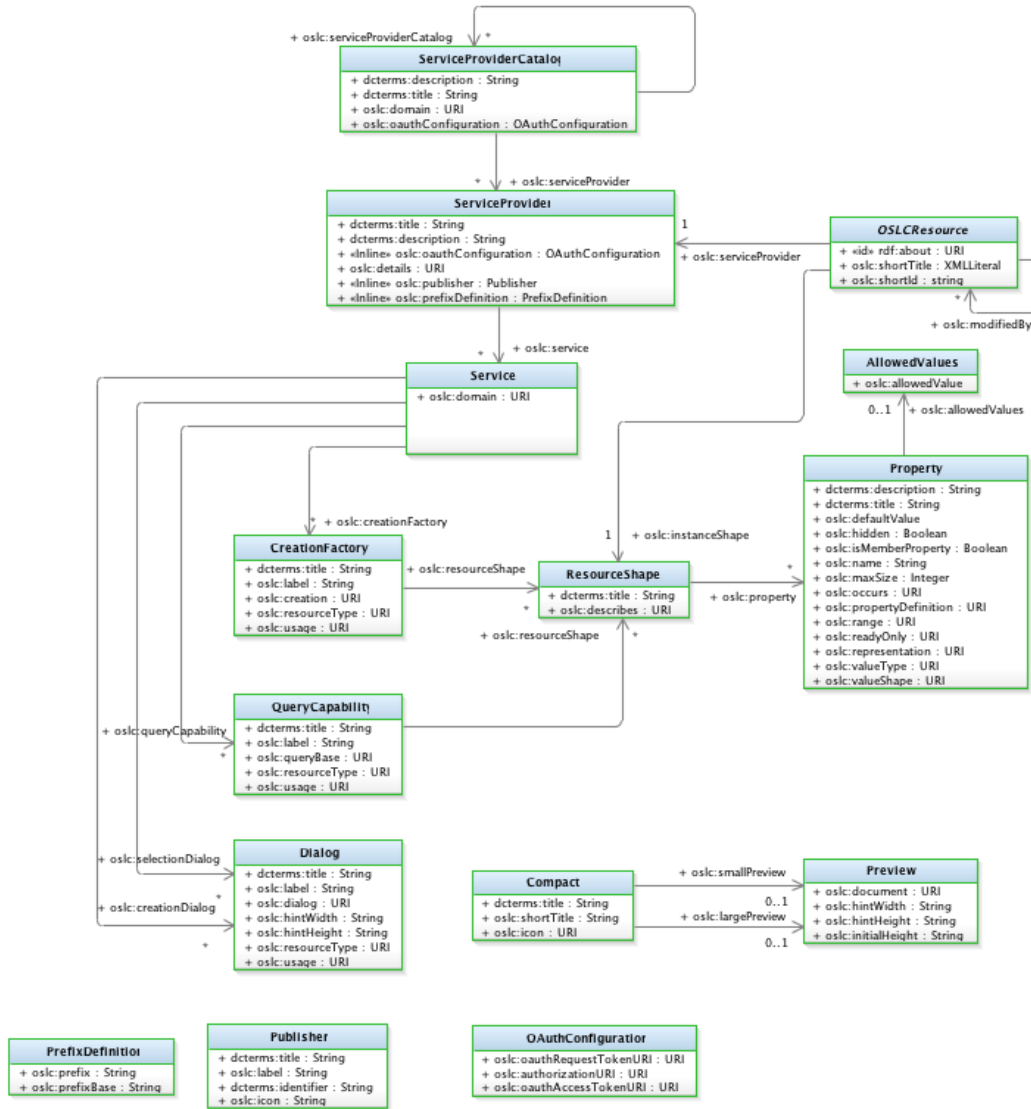 + oslc:serviceProviderCatalog
*
ServiceProviderCatalog
+ dcterms:description : String
+ dcterms:title : String
+ oslc:domain : URI
+ oslc:oauthConfiguration : OAuthConfiguration
*
+ oslc:serviceProvider
ServiceProvider
+ dcterms:title : String
+ dcterms:description : String
+ «Inline» oslc:oauthConfiguration : OAuthConfiguration
+ oslc:details : URI
+ «Inline» oslc:publisher : Publisher
+ «Inline» oslc:prefixDefinition : PrefixDefinition
1
+ oslc:serviceProvider
OSLCResource
+ «id» rdf:about : URI
+ oslc:shortTitle : XMLLiteral
+ oslc:shortId : string
*
+ oslc:modifiedBy
*
+ oslc:service
Service
+ oslc:domain : URI
AllowedValues
+ oslc:allowedValue
0..1
+ oslc:allowedValues
Property
+ dcterms:description : String
+ dcterms:title : String
+ oslc:defaultValue
+ oslc:hidden : Boolean
+ oslc:isMemberProperty : Boolean
+ oslc:name : String
+ oslc:maxSize : Integer
+ oslc:occurs : URI
+ oslc:propertyDefinition : URI
+ oslc:range : URI
+ oslc:readyOnly : URI
+ oslc:representation : URI
+ oslc:valueType : URI
+ oslc:valueShape : URI
*
+ oslc:creationFactory
CreationFactory
+ dcterms:title : String
+ oslc:label : String
+ oslc:creation : URI
+ oslc:resourceType : URI
+ oslc:usage : URI
+ oslc:resourceShape
*
1
+ oslc:instanceShape
ResourceShape
+ dcterms:title : String
+ oslc:describes : URI
*
+ oslc:property
+ oslc:resourceShape
*
QueryCapability
+ dcterms:title : String
+ oslc:label : String
+ oslc:queryBase : URI
+ oslc:resourceType : URI
+ oslc:usage : URI
+ oslc:queryCapability
*
Dialog
+ dcterms:title : String
+ oslc:label : String
+ oslc:dialog : URI
+ oslc:hintWidth : String
+ oslc:hintHeight : String
+ oslc:resourceType : URI
+ oslc:usage : URI
+ oslc:selectionDialog
*
+ oslc:creationDialog
*
Compact
+ dcterms:title : String
+ oslc:shortTitle : String
+ oslc:icon : URI
+ oslc:smallPreview
0..1
+ oslc:largePreview
0..1
Preview
+ oslc:document : URI
+ oslc:hintWidth : String
+ oslc:hintHeight : String
+ oslc:initialHeight : String
PrefixDefinition
+ oslc:prefix : String
+ oslc:prefixBase : String
Publisher
+ dcterms:title : String
+ oslc:label : String
+ dcterms:identifier : String
+ oslc:icon : String
OAuthConfiguration
+ oslc:oauthRequestTokenURI : URI
+ oslc:authorizationURI : URI
+ oslc:oauthAccessTokenURI : URI